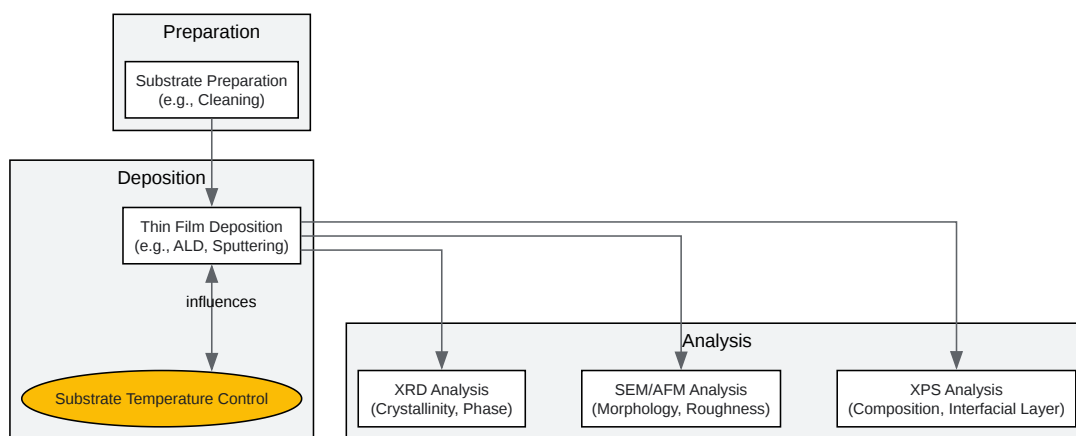 Preparation
Substrate Preparation
(e.g., Cleaning)
Deposition
Thin Film Deposition
(e.g., ALD, Sputtering)
influences
Substrate Temperature Control
Analysis
XRD Analysis
(Crystallinity, Phase)
SEM/AFM Analysis
(Morphology, Roughness)
XPS Analysis
(Composition, Interfacial Layer)